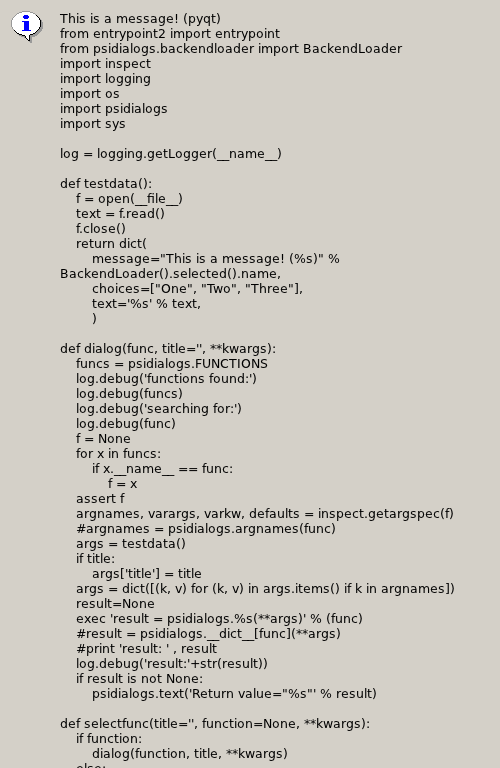 This is a message! (pyqt)
from entrypoint2 import entrypoint
from psidialogs.backendloader import BackendLoader
import inspect
import logging
import os
import psidialogs
import sys

log = logging.getLogger(__name__)

def testdata():
    f = open(__file__)
    text = f.read()
    f.close()
    return dict(
        message="This is a message! (%s)" %
BackendLoader().selected().name,
        choices=["One", "Two", "Three"],
        text='%s' % text,
        )

def dialog(func, title='', **kwargs):
    funcs = psidialogs.FUNCTIONS
    log.debug('functions found:')
    log.debug(funcs)
    log.debug('searching for:')
    log.debug(func)
    f = None
    for x in funcs:
        if x.__name__ == func:
            f = x
    assert f
    argnames, varargs, varkw, defaults = inspect.getargspec(f)
    #argnames = psidialogs.argnames(func)
    args = testdata()
    if title:
        args['title'] = title
    args = dict([(k, v) for (k, v) in args.items() if k in argnames])
    result=None
    exec 'result = psidialogs.%s(**args)' % (func)
    #result = psidialogs.__dict__[func](**args)
    #print 'result: ' , result
    log.debug('result:'+str(result))
    if result is not None:
        psidialogs.text('Return value="%s"' % result)

def selectfunc(title='', function=None, **kwargs):
    if function:
        dialog(function, title, **kwargs)
    else: